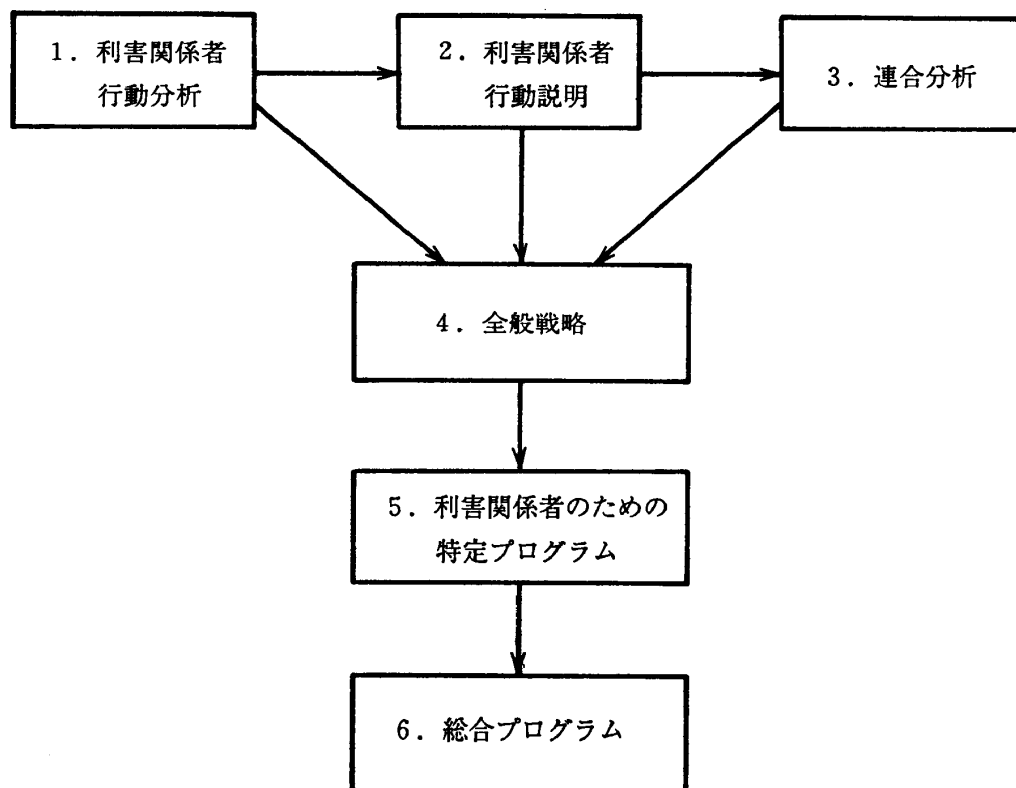 1. 利害関係者
行動分析
2. 利害関係者
行動説明
3. 連合分析
4. 全般戦略
5. 利害関係者のための
特定プログラム
6. 総合プログラム